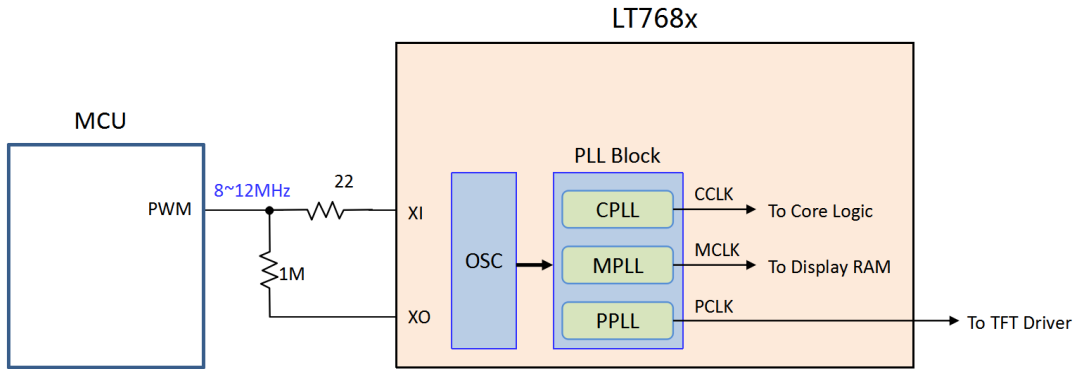 LT768x
MCU
PLL Block
8~12MHz
22
PWM
XI
CPLL
CCLK
To Core Logic
1M
OSC
MPLL
MCLK
To Display RAM
XO
PPLL
PCLK
To TFT Driver